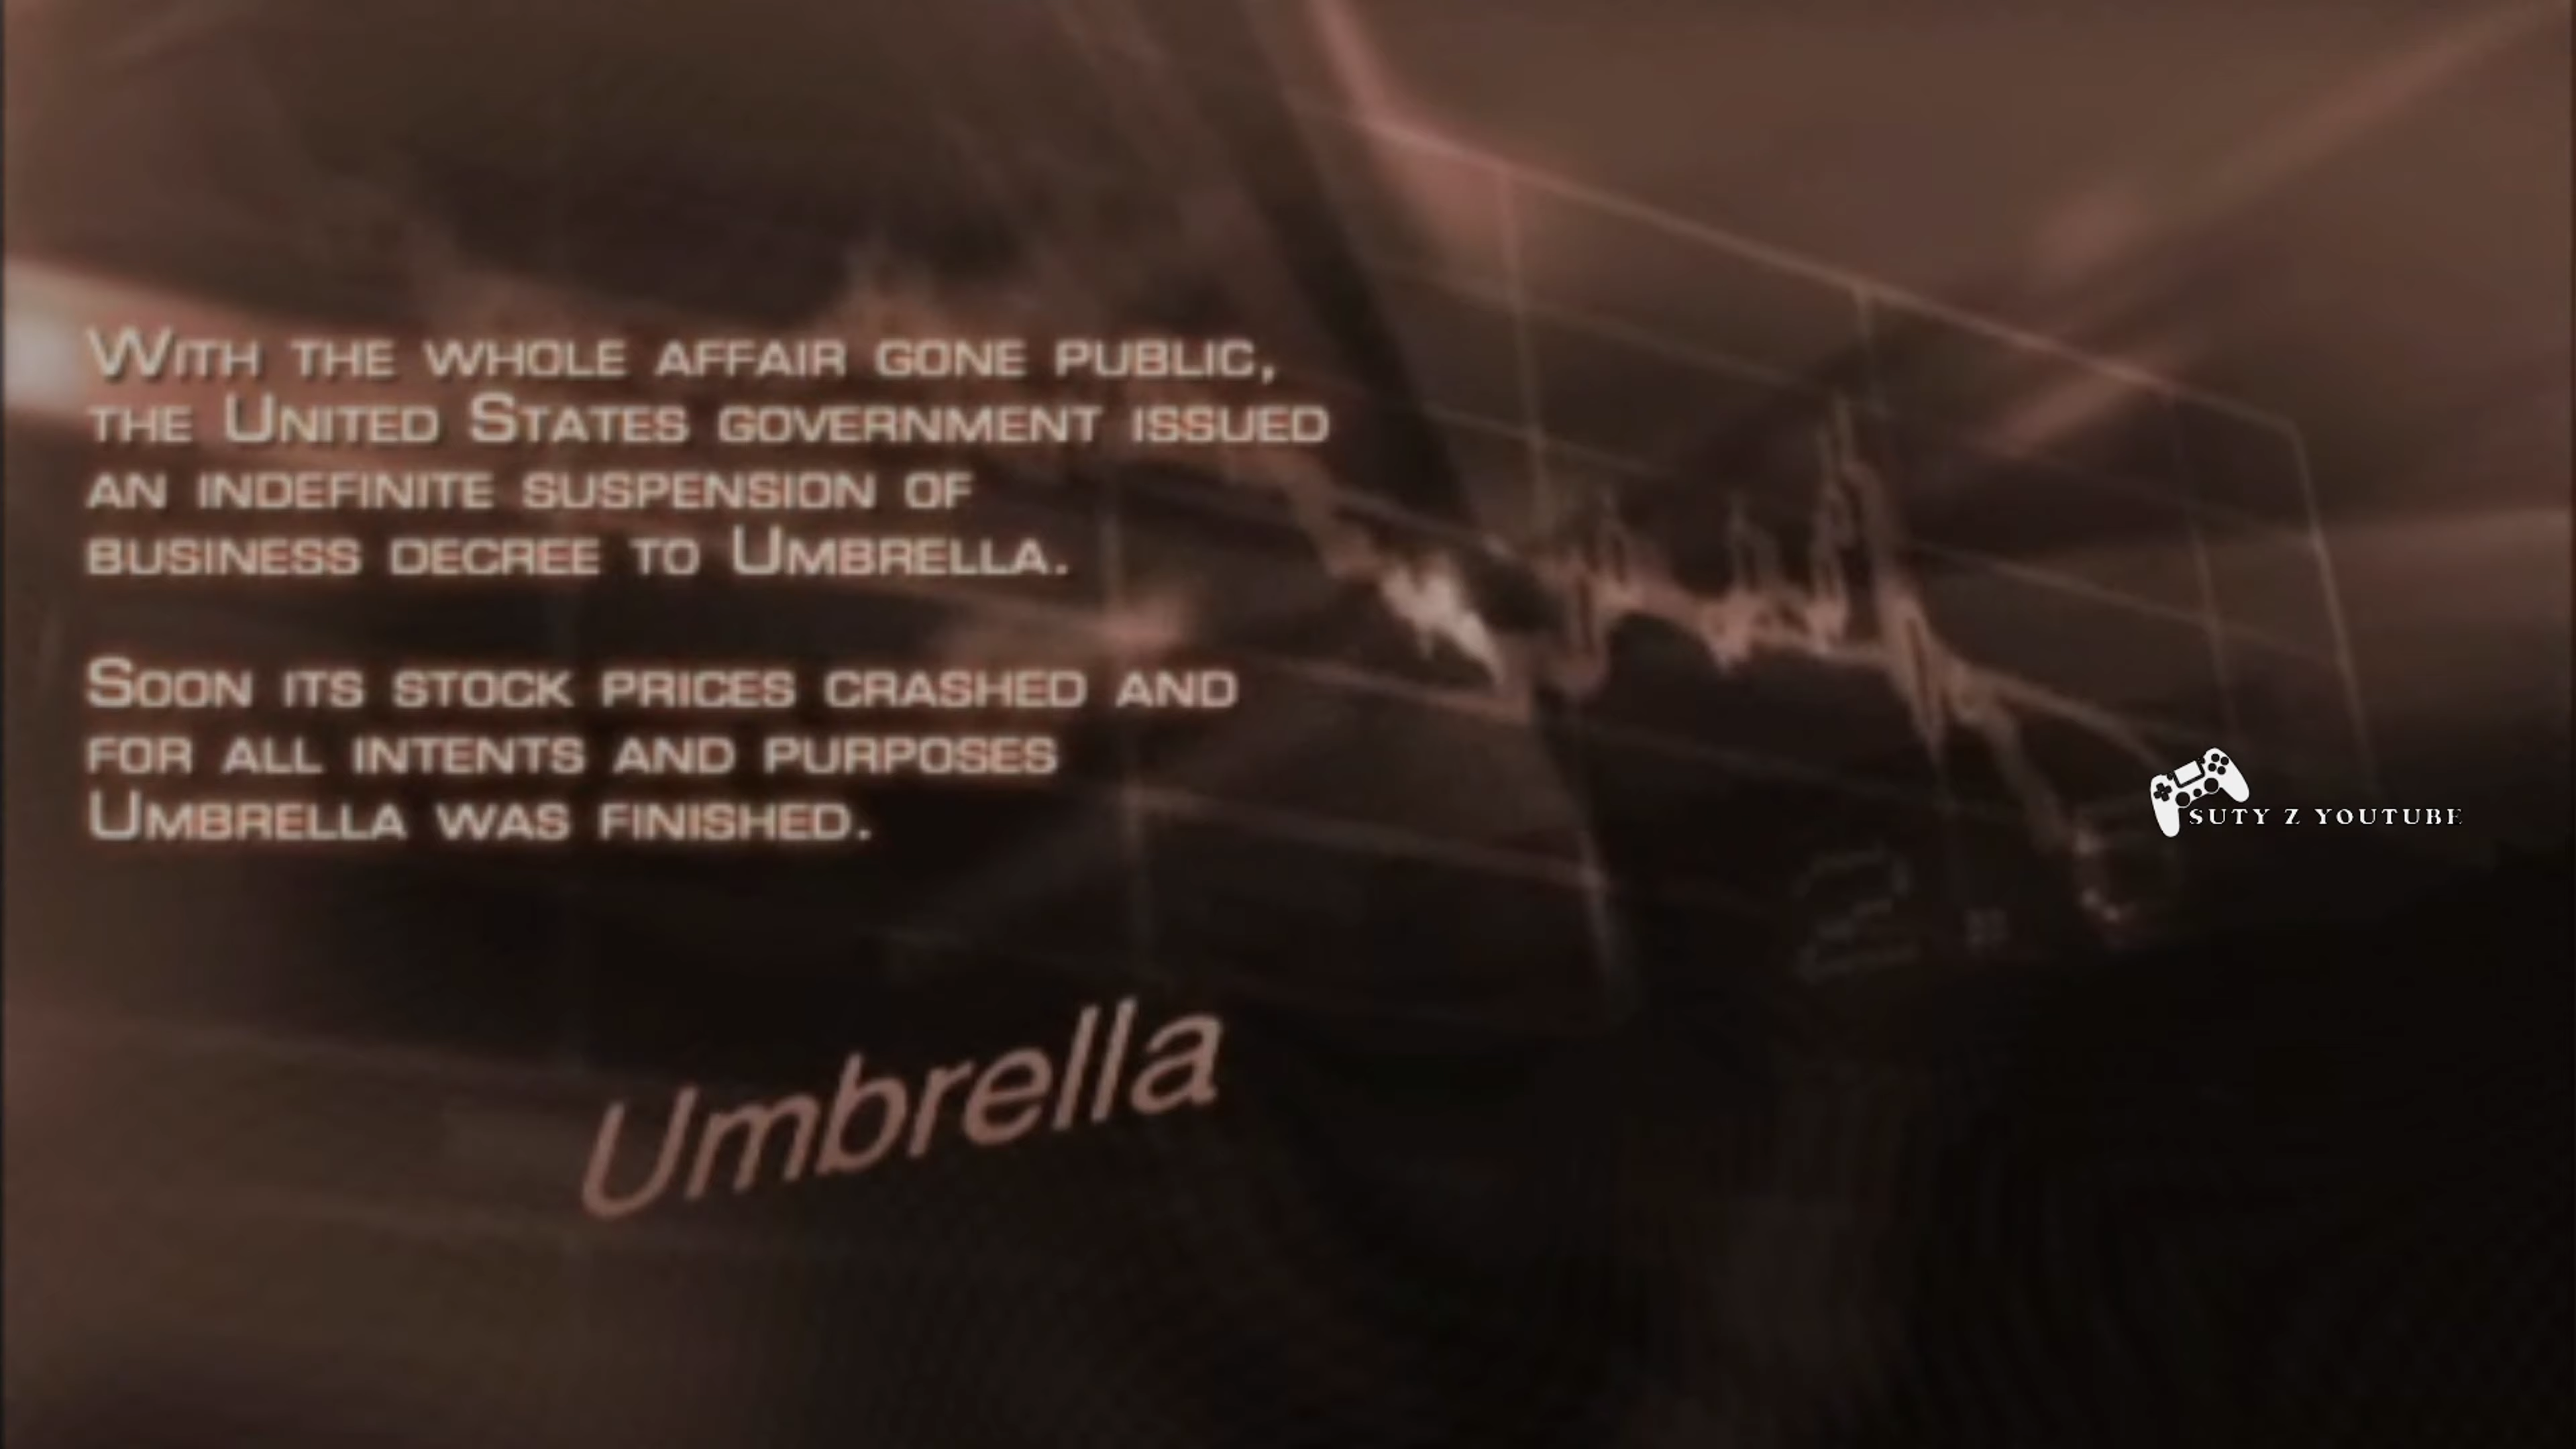 WITH THE WHOLE AFFAIR GONE PUBLIC,
THE UNITED STATES GOVERNMENT ISSUED
AN INDEFINITE SUSPENSION OF
BUSINESS DECREE TO UMBRELLA.
SOON ITS STOCK PRICES CRASHED AND
FOR ALL INTENTS AND PURPOSES
UMBRELLA WAS FINISHED.
SUTY Z YOUTUBE
Umbrella